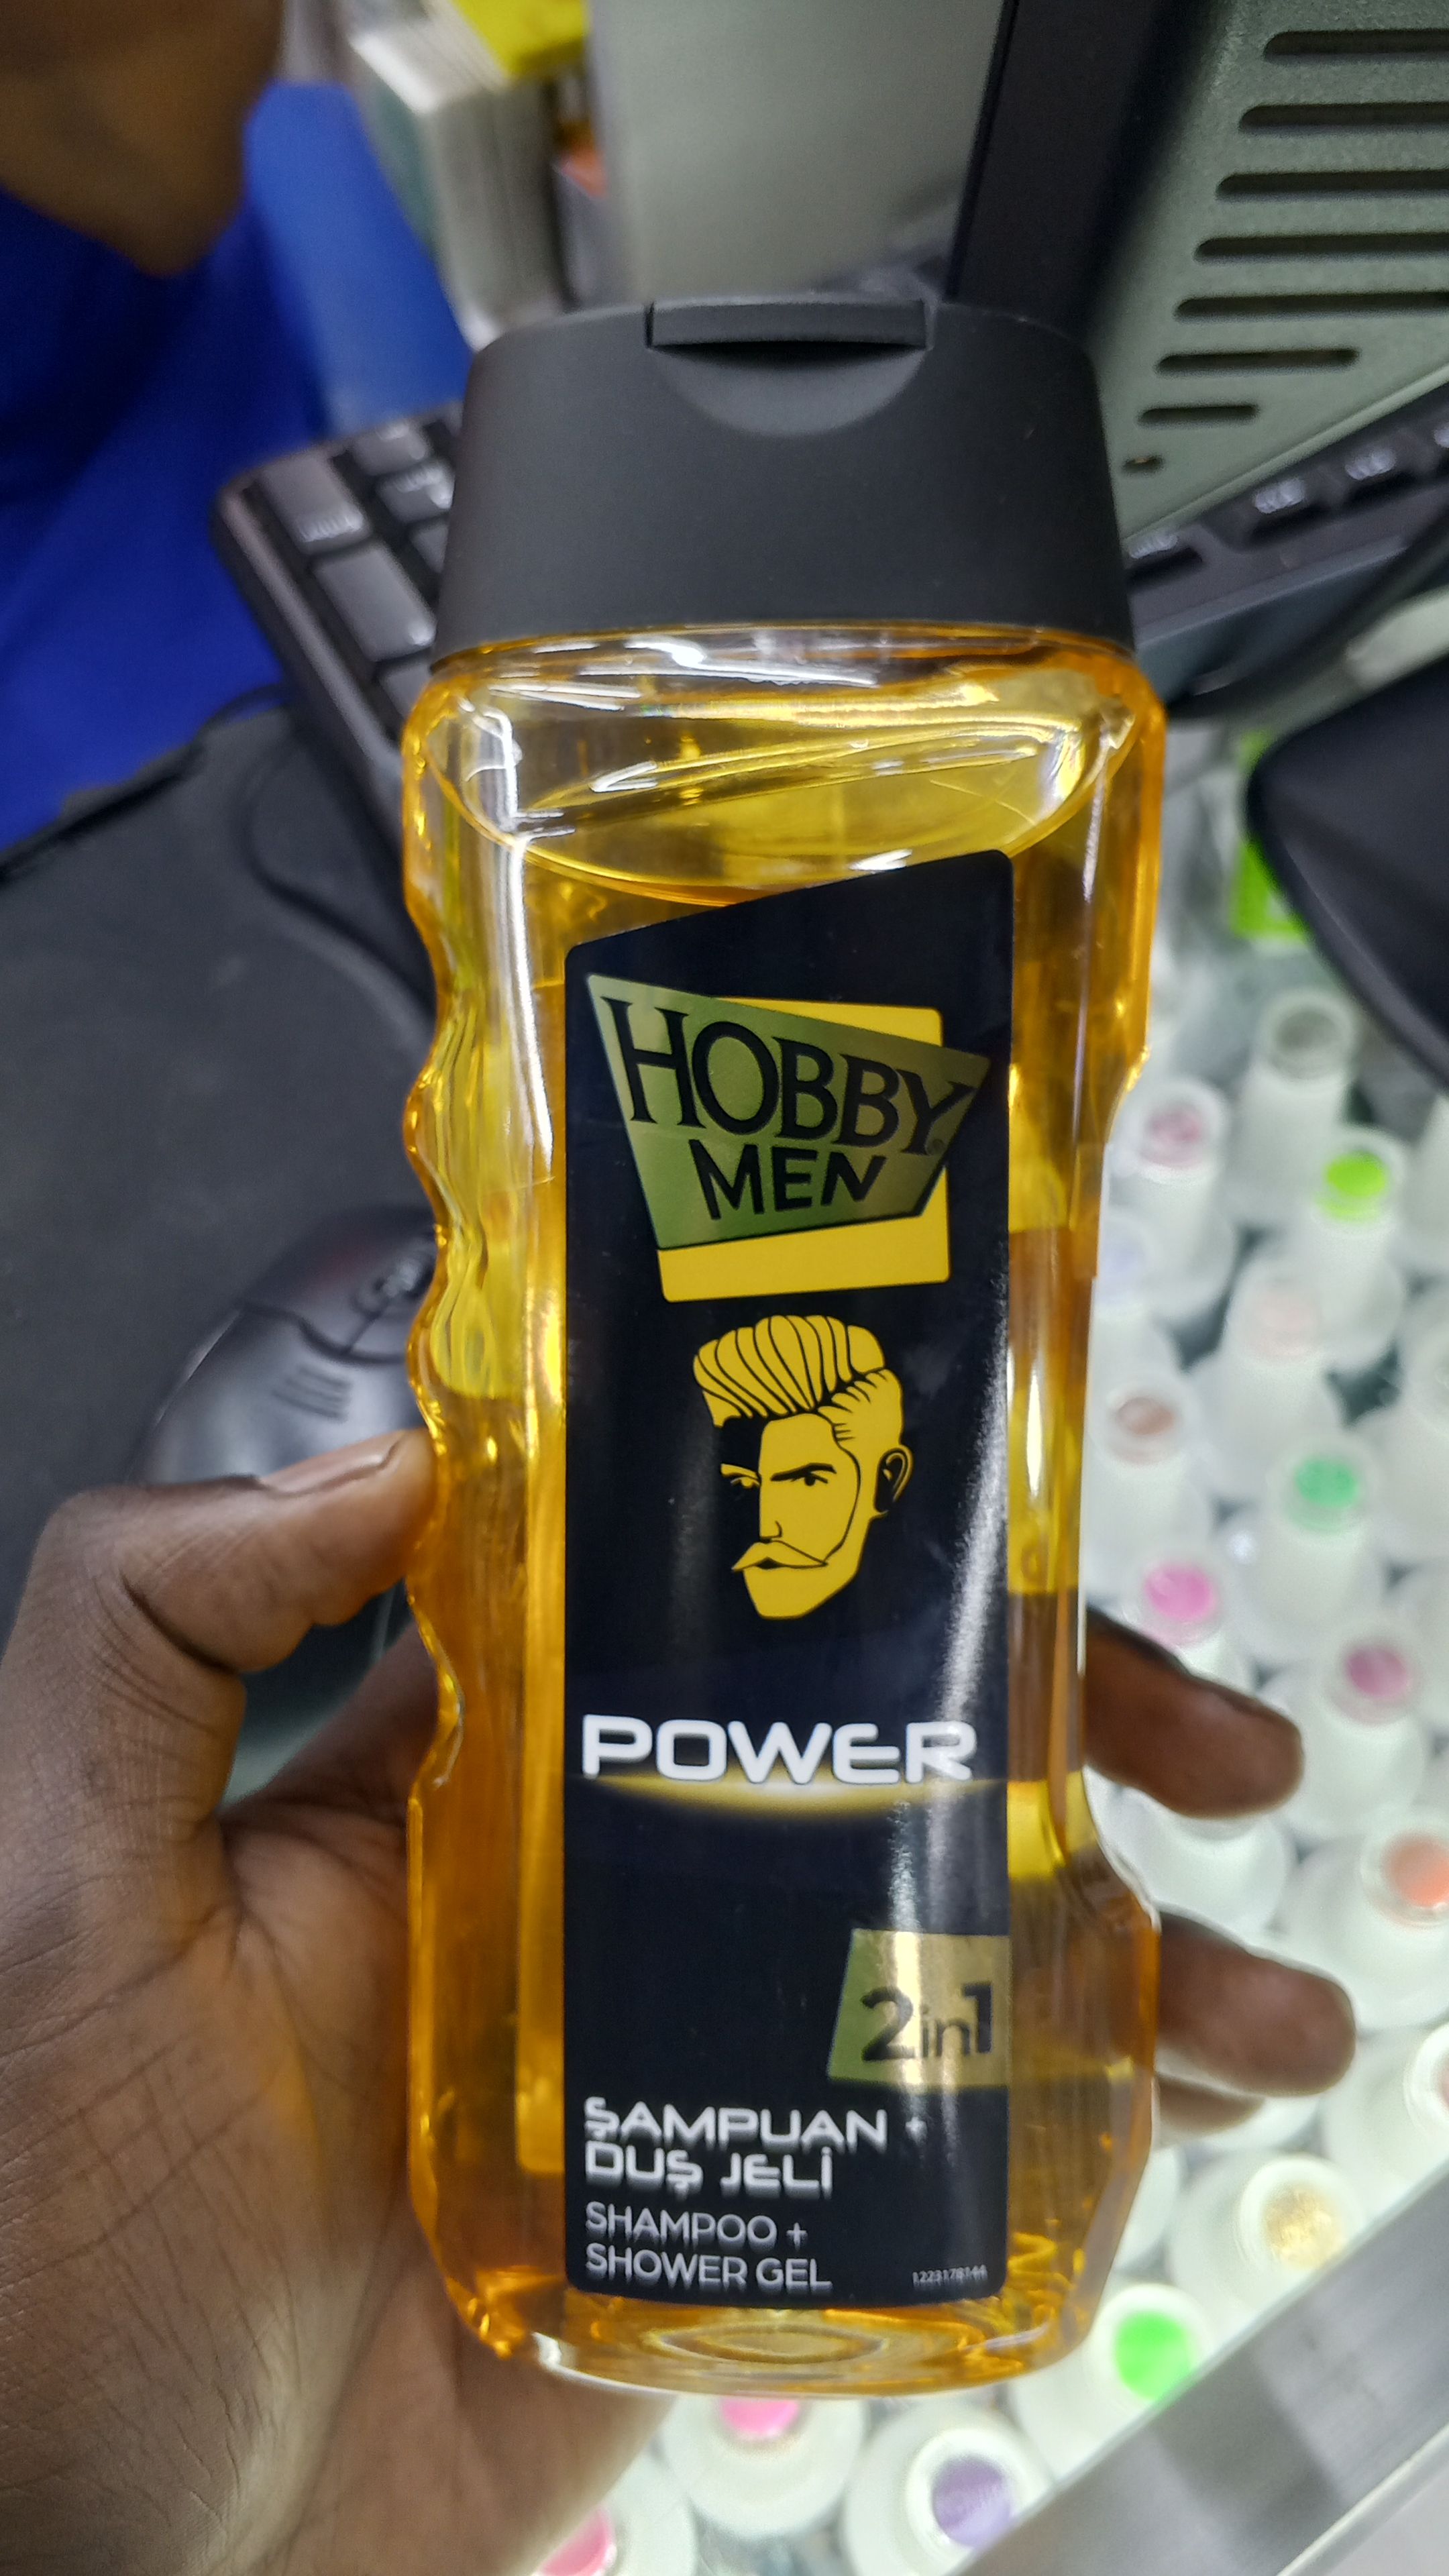 HOBBY
MEN
POWER
2in1
ŞAMPUAN +
DUŞ JELİ
SHAMPOO +
SHOWER GEL